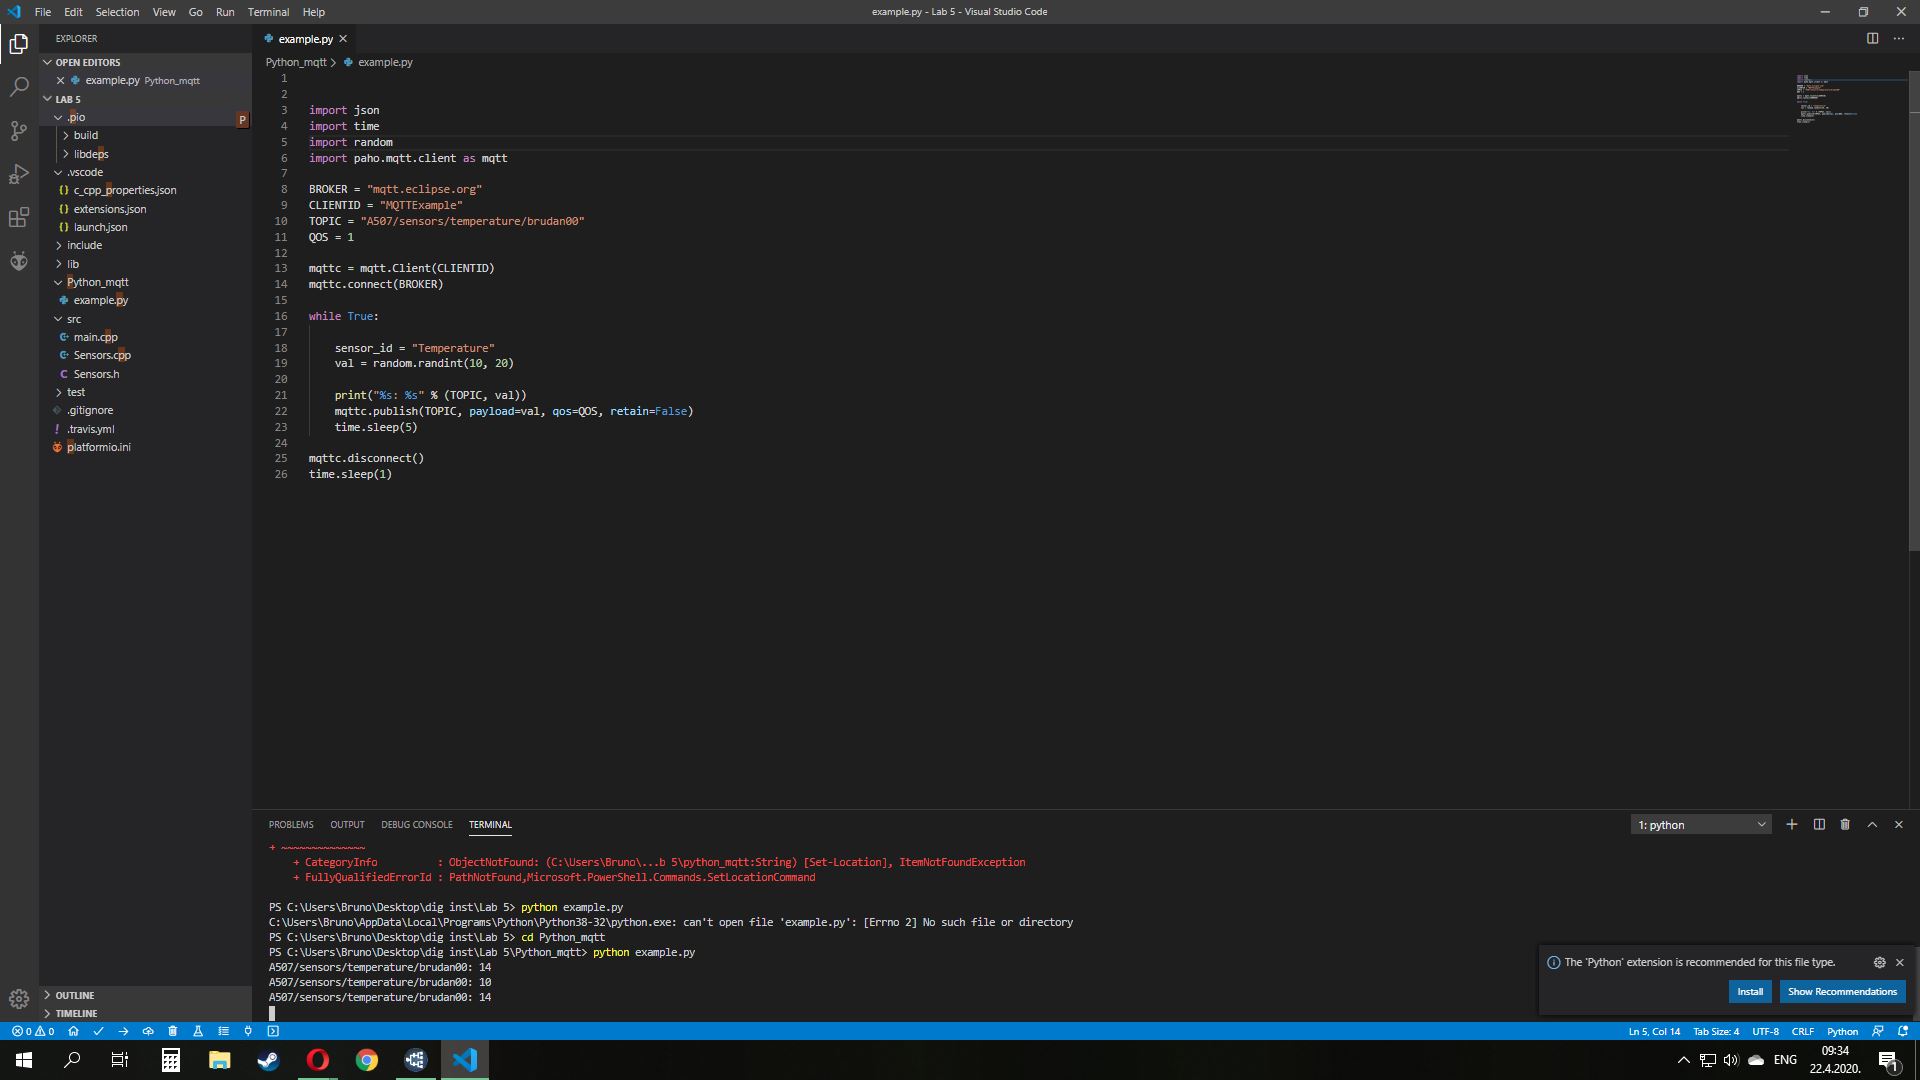 File Edit Selection View Go Run Terminal Help
example.py - Lab 5 - Visual Studio Code
EXPLORER
OPEN EDITORS
example.py Python_mqtt
LAB 5
.pio
P
build
libdeps
.vscode
{} c_cpp_properties.json
{} extensions.json
{} launch.json
include
lib
Python_mqtt
example.py
src
main.cpp
Sensors.cpp
C Sensors.h
test
.gitignore
! .travis.yml
platformio.ini
OUTLINE
TIMELINE
example.py
Python_mqtt > example.py
1
2
3 import json
4 import time
5 import random
6 import paho.mqtt.client as mqtt
7
8 BROKER = "mqtt.eclipse.org"
9 CLIENTID = "MQTTExample"
10 TOPIC = "A507/sensors/temperature/brudan00"
11 QOS = 1
12
13 mqttc = mqtt.Client(CLIENTID)
14 mqttc.connect(BROKER)
15
16 while True:
17
18 sensor_id = "Temperature"
19 val = random.randint(10, 20)
20
21 print("%s: %s" % (TOPIC, val))
22 mqttc.publish(TOPIC, payload=val, qos=QOS, retain=False)
23 time.sleep(5)
24
25 mqttc.disconnect()
26 time.sleep(1)
PROBLEMS OUTPUT DEBUG CONSOLE TERMINAL
1: python
+ ~~~~~~~~~~~~~~
+ CategoryInfo : ObjectNotFound: (C:\Users\Bruno\...b 5\python_mqtt:String) [Set-Location], ItemNotFoundException
+ FullyQualifiedErrorId : PathNotFound,Microsoft.PowerShell.Commands.SetLocationCommand
PS C:\Users\Bruno\Desktop\dig inst\Lab 5> python example.py
C:\Users\Bruno\AppData\Local\Programs\Python\Python38-32\python.exe: can't open file 'example.py': [Errno 2] No such file or directory
PS C:\Users\Bruno\Desktop\dig inst\Lab 5> cd Python_mqtt
PS C:\Users\Bruno\Desktop\dig inst\Lab 5\Python_mqtt> python example.py
A507/sensors/temperature/brudan00: 14
A507/sensors/temperature/brudan00: 10
A507/sensors/temperature/brudan00: 14
The 'Python' extension is recommended for this file type.
Install Show Recommendations
0 0
Ln 5, Col 14 Tab Size: 4 UTF-8 CRLF Python
ENG
09:34
22.4.2020.
1